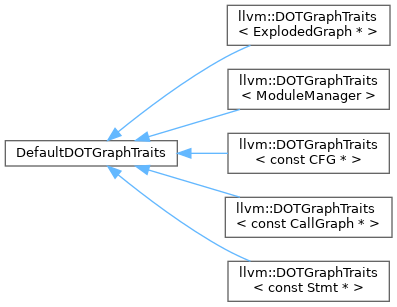 llvm::DOTGraphTraits
< ExplodedGraph * >
llvm::DOTGraphTraits
< ModuleManager >
DefaultDOTGraphTraits
llvm::DOTGraphTraits
< const CFG * >
llvm::DOTGraphTraits
< const CallGraph * >
llvm::DOTGraphTraits
< const Stmt * >